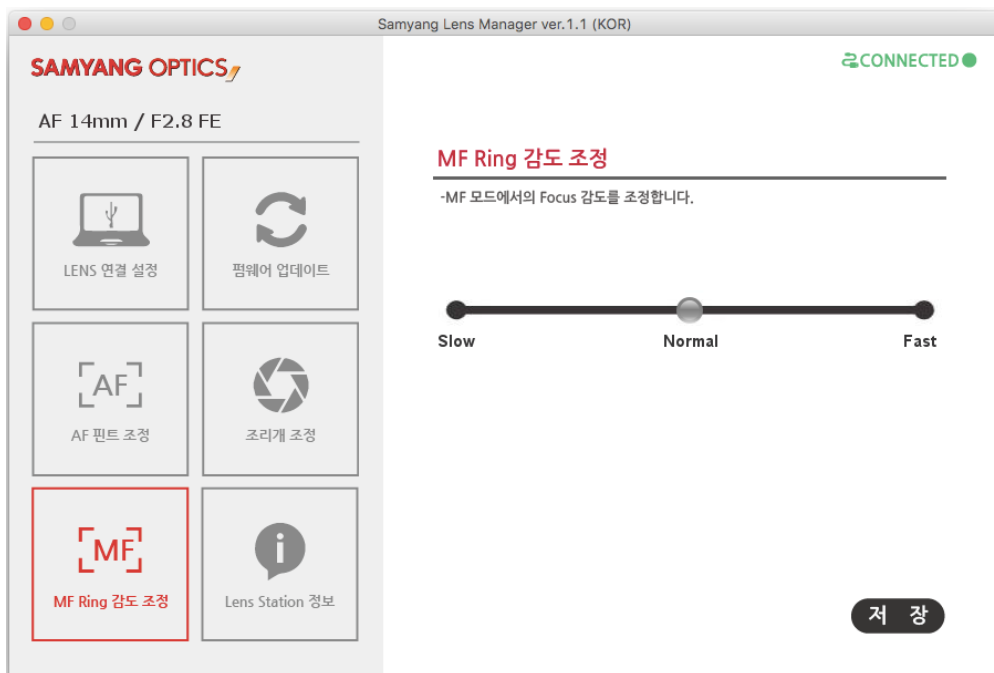 Samyang Lens Manager ver.1.1 (KOR)
SAMYANG OPTICS
CONNECTED
AF 14mm / F2.8 FE
LENS 연결 설정
펌웨어 업데이트
AF
AF 핀트 조정
조리개 조정
MF
MF Ring 감도 조정
i
Lens Station 정보
MF Ring 감도 조정
-MF 모드에서의 Focus 감도를 조정합니다.
Slow Normal Fast
저 장